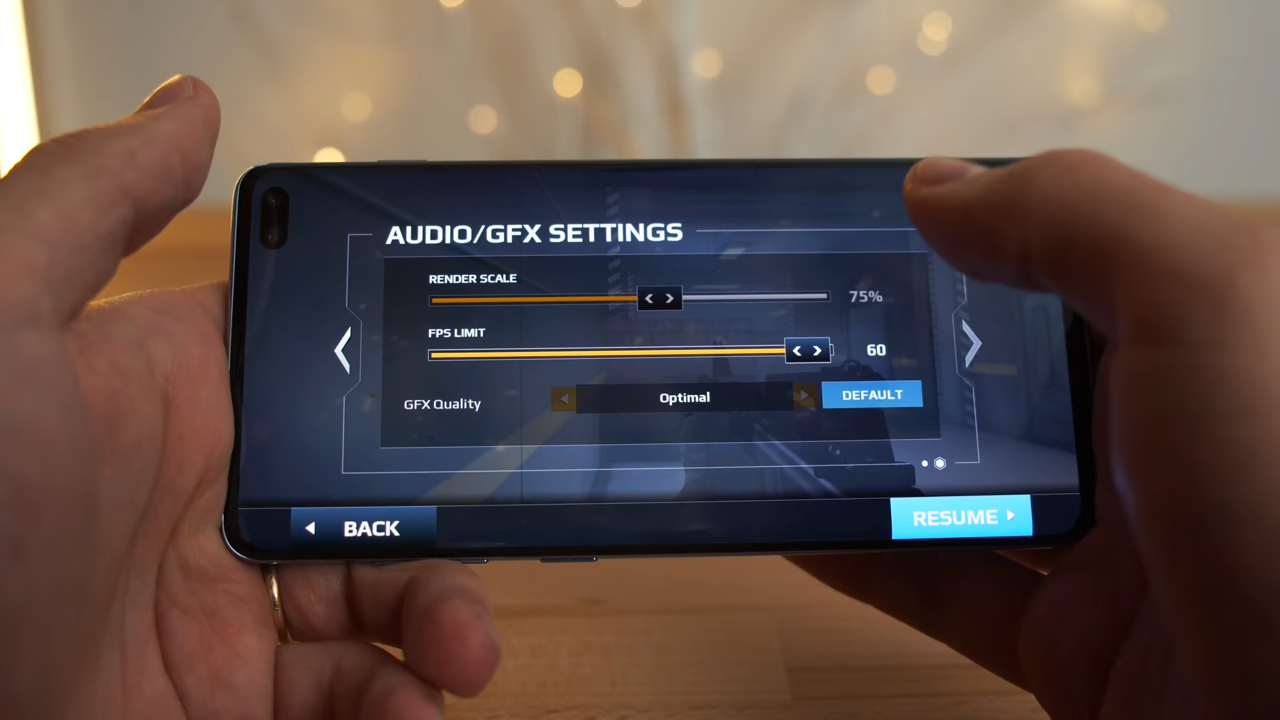 AUDIO/GFX SETTINGS
RENDER SCALE
75%
FPS LIMIT
60
GFX Quality
Optimal
DEFAULT
BACK
RESUME